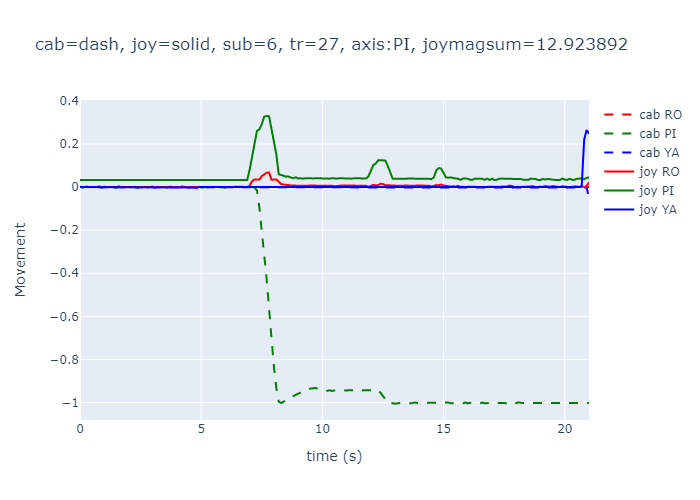 cab=dash, joy=solid, sub=6, tr=27, axis:PI, joymagsum=12.923892
0.4
0.2
0
−0.2
−0.4
−0.6
−0.8
−1
Movement
0
5
10
15
20
time (s)
cab RO
cab PI
cab YA
joy RO
joy PI
joy YA